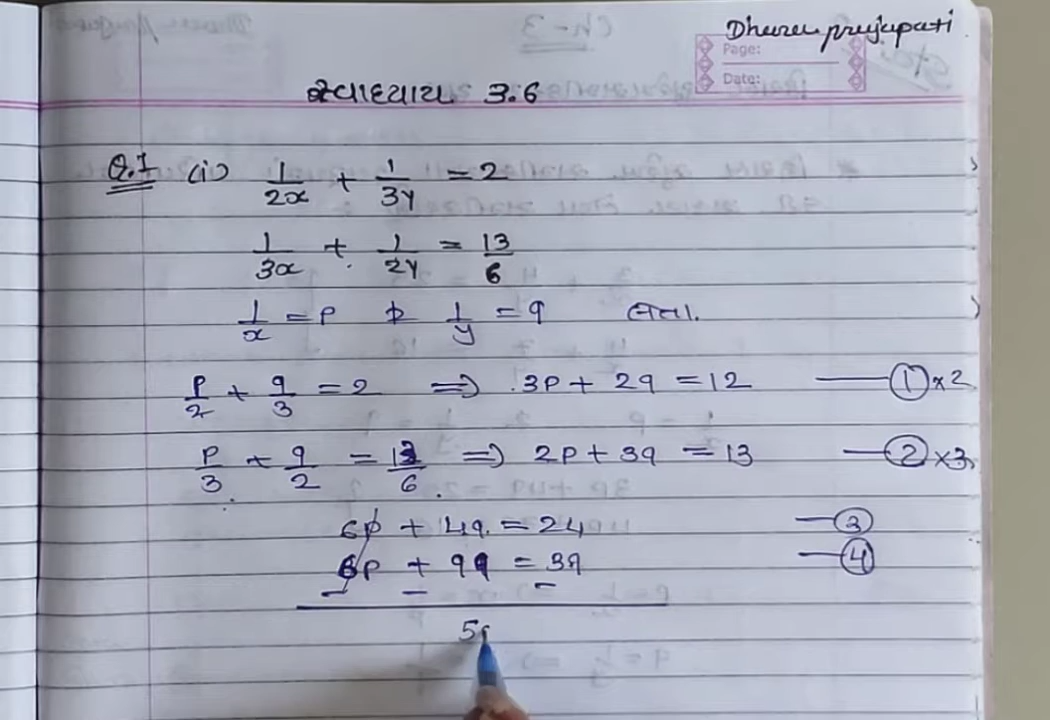 Dharu prajapati
Page:
Date:
સ્વાધ્યાય 3.6
Q.1 (i) 1/2x + 1/3y = 2
1/3x + 1/2y = 13/6
1/x = P & 1/y = q લેતા.
P/2 + q/3 = 2 ⇒ 3P + 2q = 12 —— ① ×2
P/3 + q/2 = 13/6 ⇒ 2P + 3q = 13 —— ② ×3
6p + 4q = 24 —— ③
6p + 9q = 39 —— ④
– – –
5